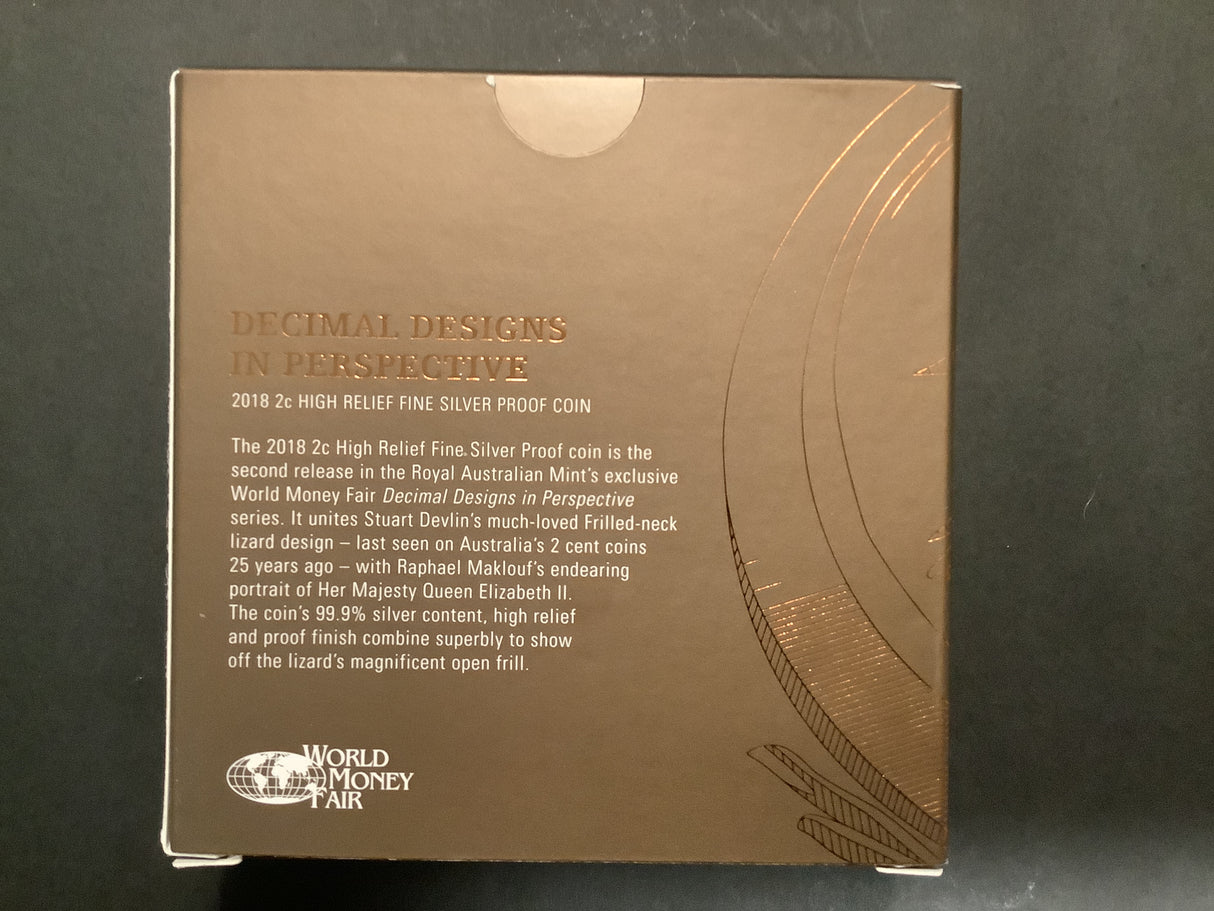 DECIMAL DESIGNS
IN PERSPECTIVE
2018 2c HIGH RELIEF FINE SILVER PROOF COIN
The 2018 2c High Relief Fine Silver Proof coin is the
second release in the Royal Australian Mint's exclusive
World Money Fair Decimal Designs in Perspective
series. It unites Stuart Devlin's much-loved Frilled-neck
lizard design – last seen on Australia's 2 cent coins
25 years ago – with Raphael Maklouf's endearing
portrait of Her Majesty Queen Elizabeth II.
The coin's 99.9% silver content, high relief
and proof finish combine superbly to show
off the lizard's magnificent open frill.
WORLD
MONEY
FAIR